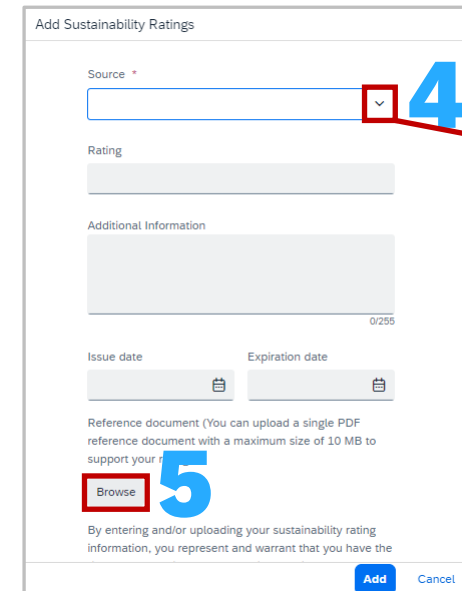 Add Sustainability Ratings
Source *
4
Rating
Additional Information
0/255
Issue date Expiration date
Reference document (You can upload a single PDF
reference document with a maximum size of 10 MB to
support your
5
Browse
By entering and/or uploading your sustainability rating
information, you represent and warrant that you have the
Add Cancel